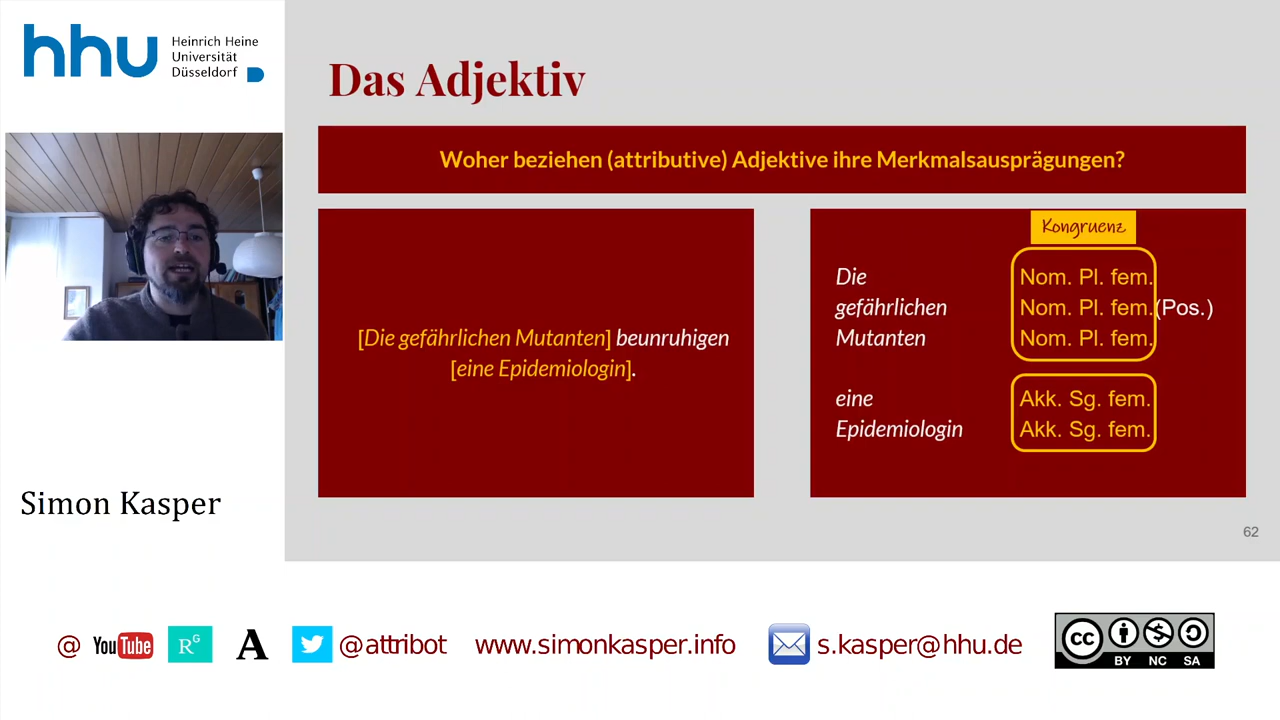 hhu
Heinrich Heine
Universität
Düsseldorf
Das Adjektiv
Woher beziehen (attributive) Adjektive ihre Merkmalsausprägungen?
[Die gefährlichen Mutanten] beunruhigen
[eine Epidemiologin].
Kongruenz
Die Nom. Pl. fem.
gefährlichen Nom. Pl. fem. (Pos.)
Mutanten Nom. Pl. fem.
eine Akk. Sg. fem.
Epidemiologin Akk. Sg. fem.
Simon Kasper
62
@ YouTube RG A @attribot www.simonkasper.info s.kasper@hhu.de
cc BY NC SA